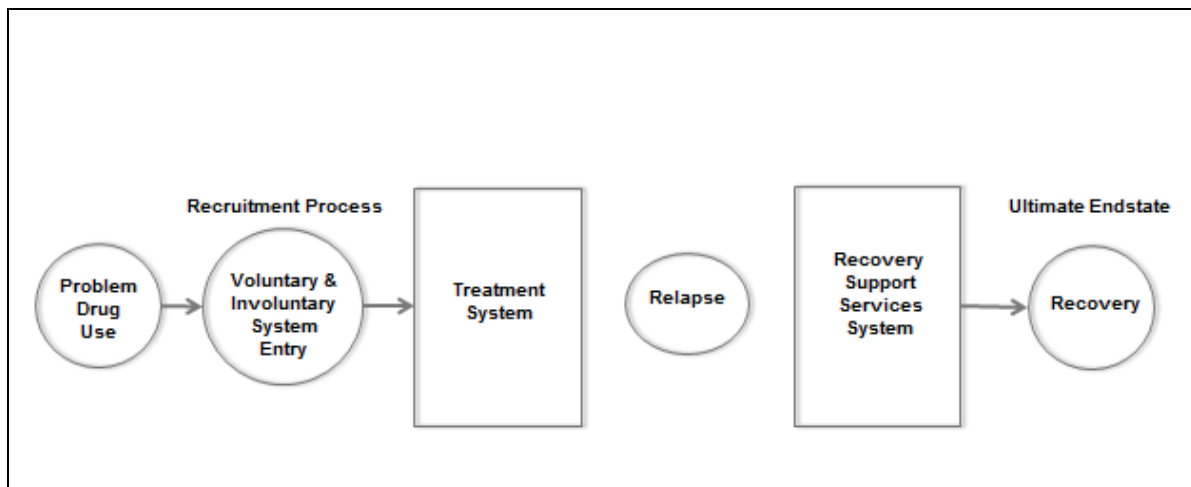 Recruitment Process
Ultimate Endstate
Problem
Drug
Use
Voluntary &
Involuntary
System
Entry
Treatment
System
Relapse
Recovery
Support
Services
System
Recovery